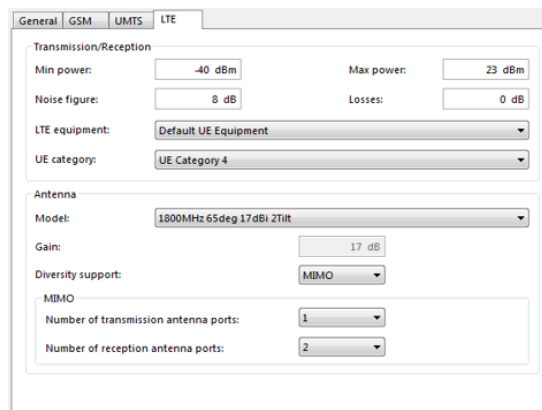 General GSM UMTS LTE
Transmission/Reception
Min power: -40 dBm Max power: 23 dBm
Noise figure: 8 dB Losses: 0 dB
LTE equipment: Default UE Equipment
UE category: UE Category 4
Antenna
Model: 1800MHz 65deg 17dBi 2Tilt
Gain: 17 dB
Diversity support: MIMO
MIMO
Number of transmission antenna ports: 1
Number of reception antenna ports: 2